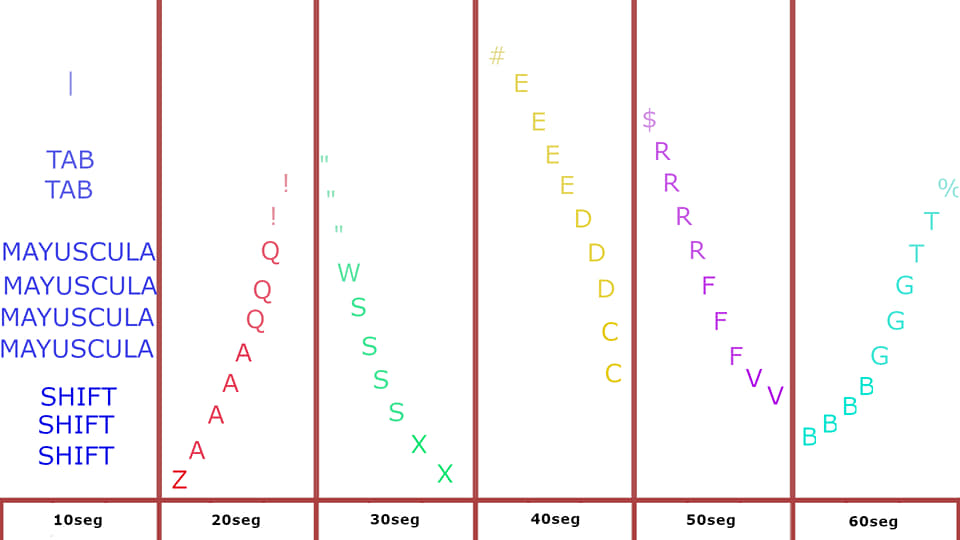 |
TAB
TAB
MAYUSCULA
MAYUSCULA
MAYUSCULA
MAYUSCULA
SHIFT
SHIFT
SHIFT
10seg
!
!
Q
Q
Q
A
A
A
A
Z
20seg
"
"
"
W
S
S
S
S
X
X
30seg
#
E
E
E
E
D
D
D
C
C
40seg
$
R
R
R
R
F
F
F
V
V
50seg
%
T
T
G
G
G
B
B
B
B
60seg